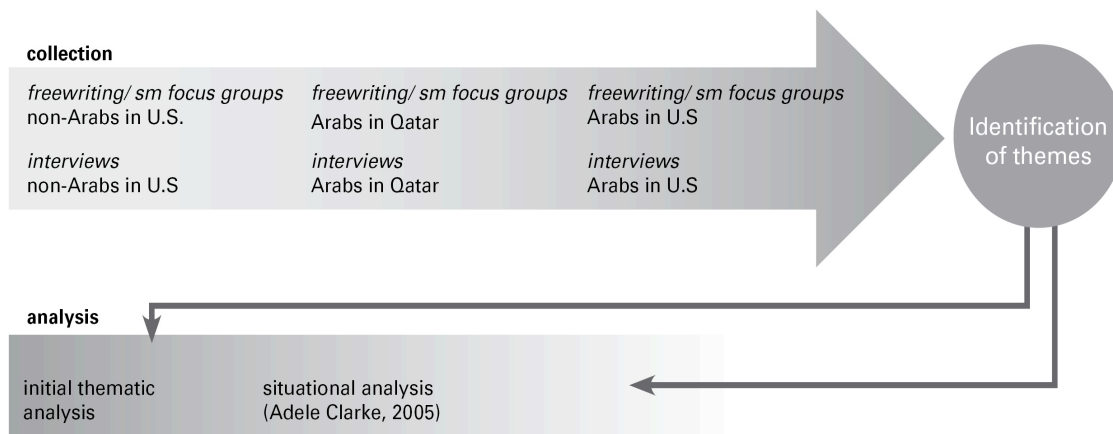 collection
freewriting/ sm focus groups
non-Arabs in U.S.
interviews
non-Arabs in U.S
freewriting/ sm focus groups
Arabs in Qatar
interviews
Arabs in Qatar
freewriting/ sm focus groups
Arabs in U.S
interviews
Arabs in U.S
Identification
of themes
analysis
initial thematic
analysis
situational analysis
(Adele Clarke, 2005)